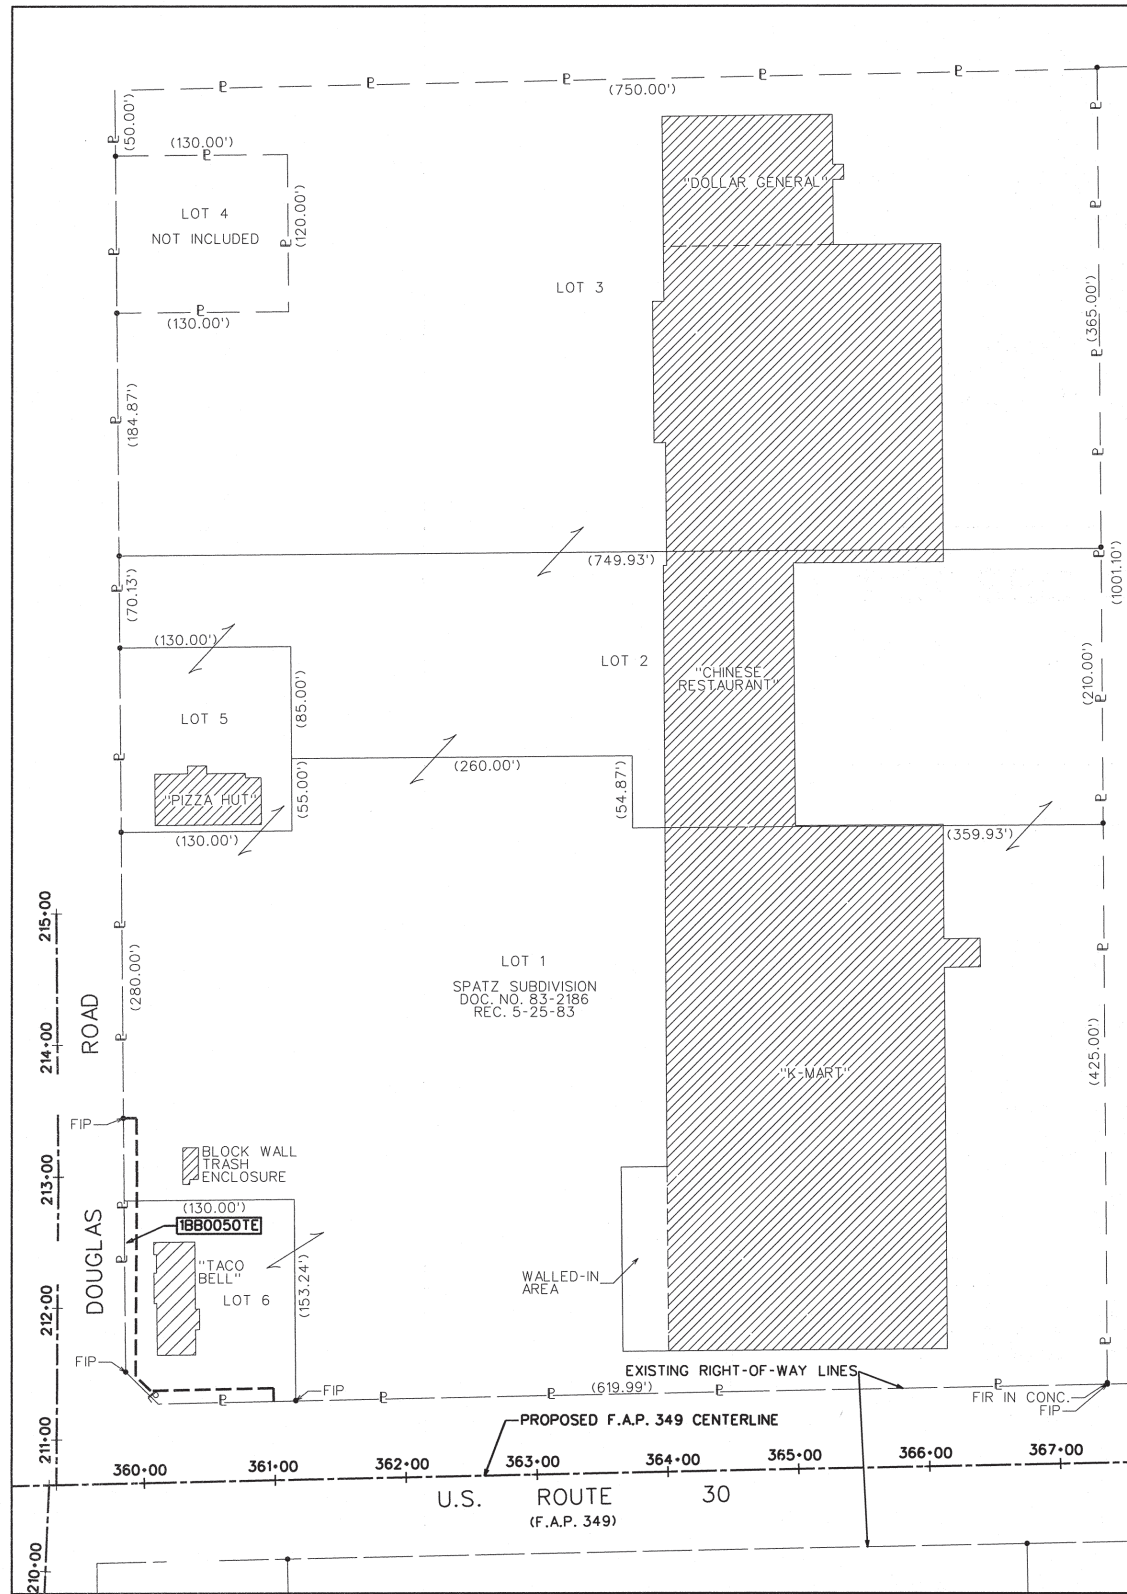 (750.00')
(50.00')
(130.00')
LOT 4
NOT INCLUDED
(120.00')
(130.00')
"DOLLAR GENERAL"
LOT 3
(365.00')
(184.87')
(749.93')
(1001.10')
(70.13')
(130.00')
LOT 5
(85.00')
LOT 2
"CHINESE
RESTAURANT"
(210.00')
(260.00')
(55.00')
(54.87')
"PIZZA HUT"
(130.00')
(359.93')
215+00
(280.00')
ROAD
214+00
LOT 1
SPATZ SUBDIVISION
DOC. NO. 83-2186
REC. 5-25-83
"K-MART"
(425.00')
FIP
BLOCK WALL
TRASH
ENCLOSURE
213+00
(130.00')
1BB0050TE
DOUGLAS
"TACO
BELL"
LOT 6
(153.24')
WALLED-IN
AREA
212+00
FIP
FIP
EXISTING RIGHT-OF-WAY LINES
(619.99')
FIR IN CONC.
FIP
PROPOSED F.A.P. 349 CENTERLINE
211+00
360+00
361+00
362+00
363+00
364+00
365+00
366+00
367+00
U.S. ROUTE 30
(F.A.P. 349)
210+00